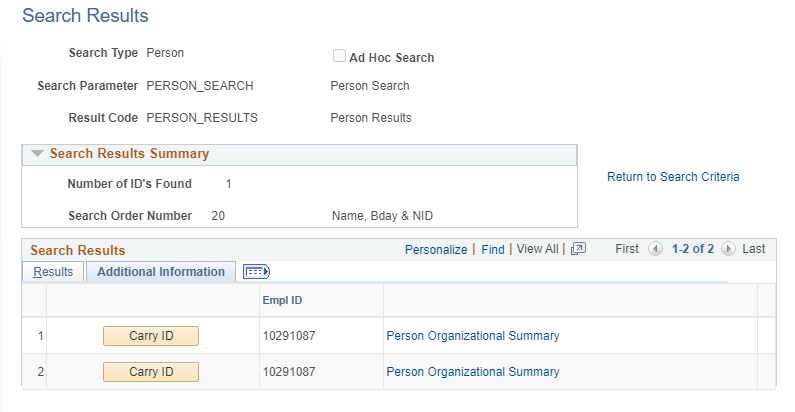 Search Results
Search Type Person Ad Hoc Search
Search Parameter PERSON_SEARCH Person Search
Result Code PERSON_RESULTS Person Results
Search Results Summary
Number of ID's Found 1
Return to Search Criteria
Search Order Number 20 Name, Bday & NID
Search Results Personalize | Find | View All | First 1-2 of 2 Last
Results Additional Information
Empl ID
1 Carry ID 10291087 Person Organizational Summary
2 Carry ID 10291087 Person Organizational Summary